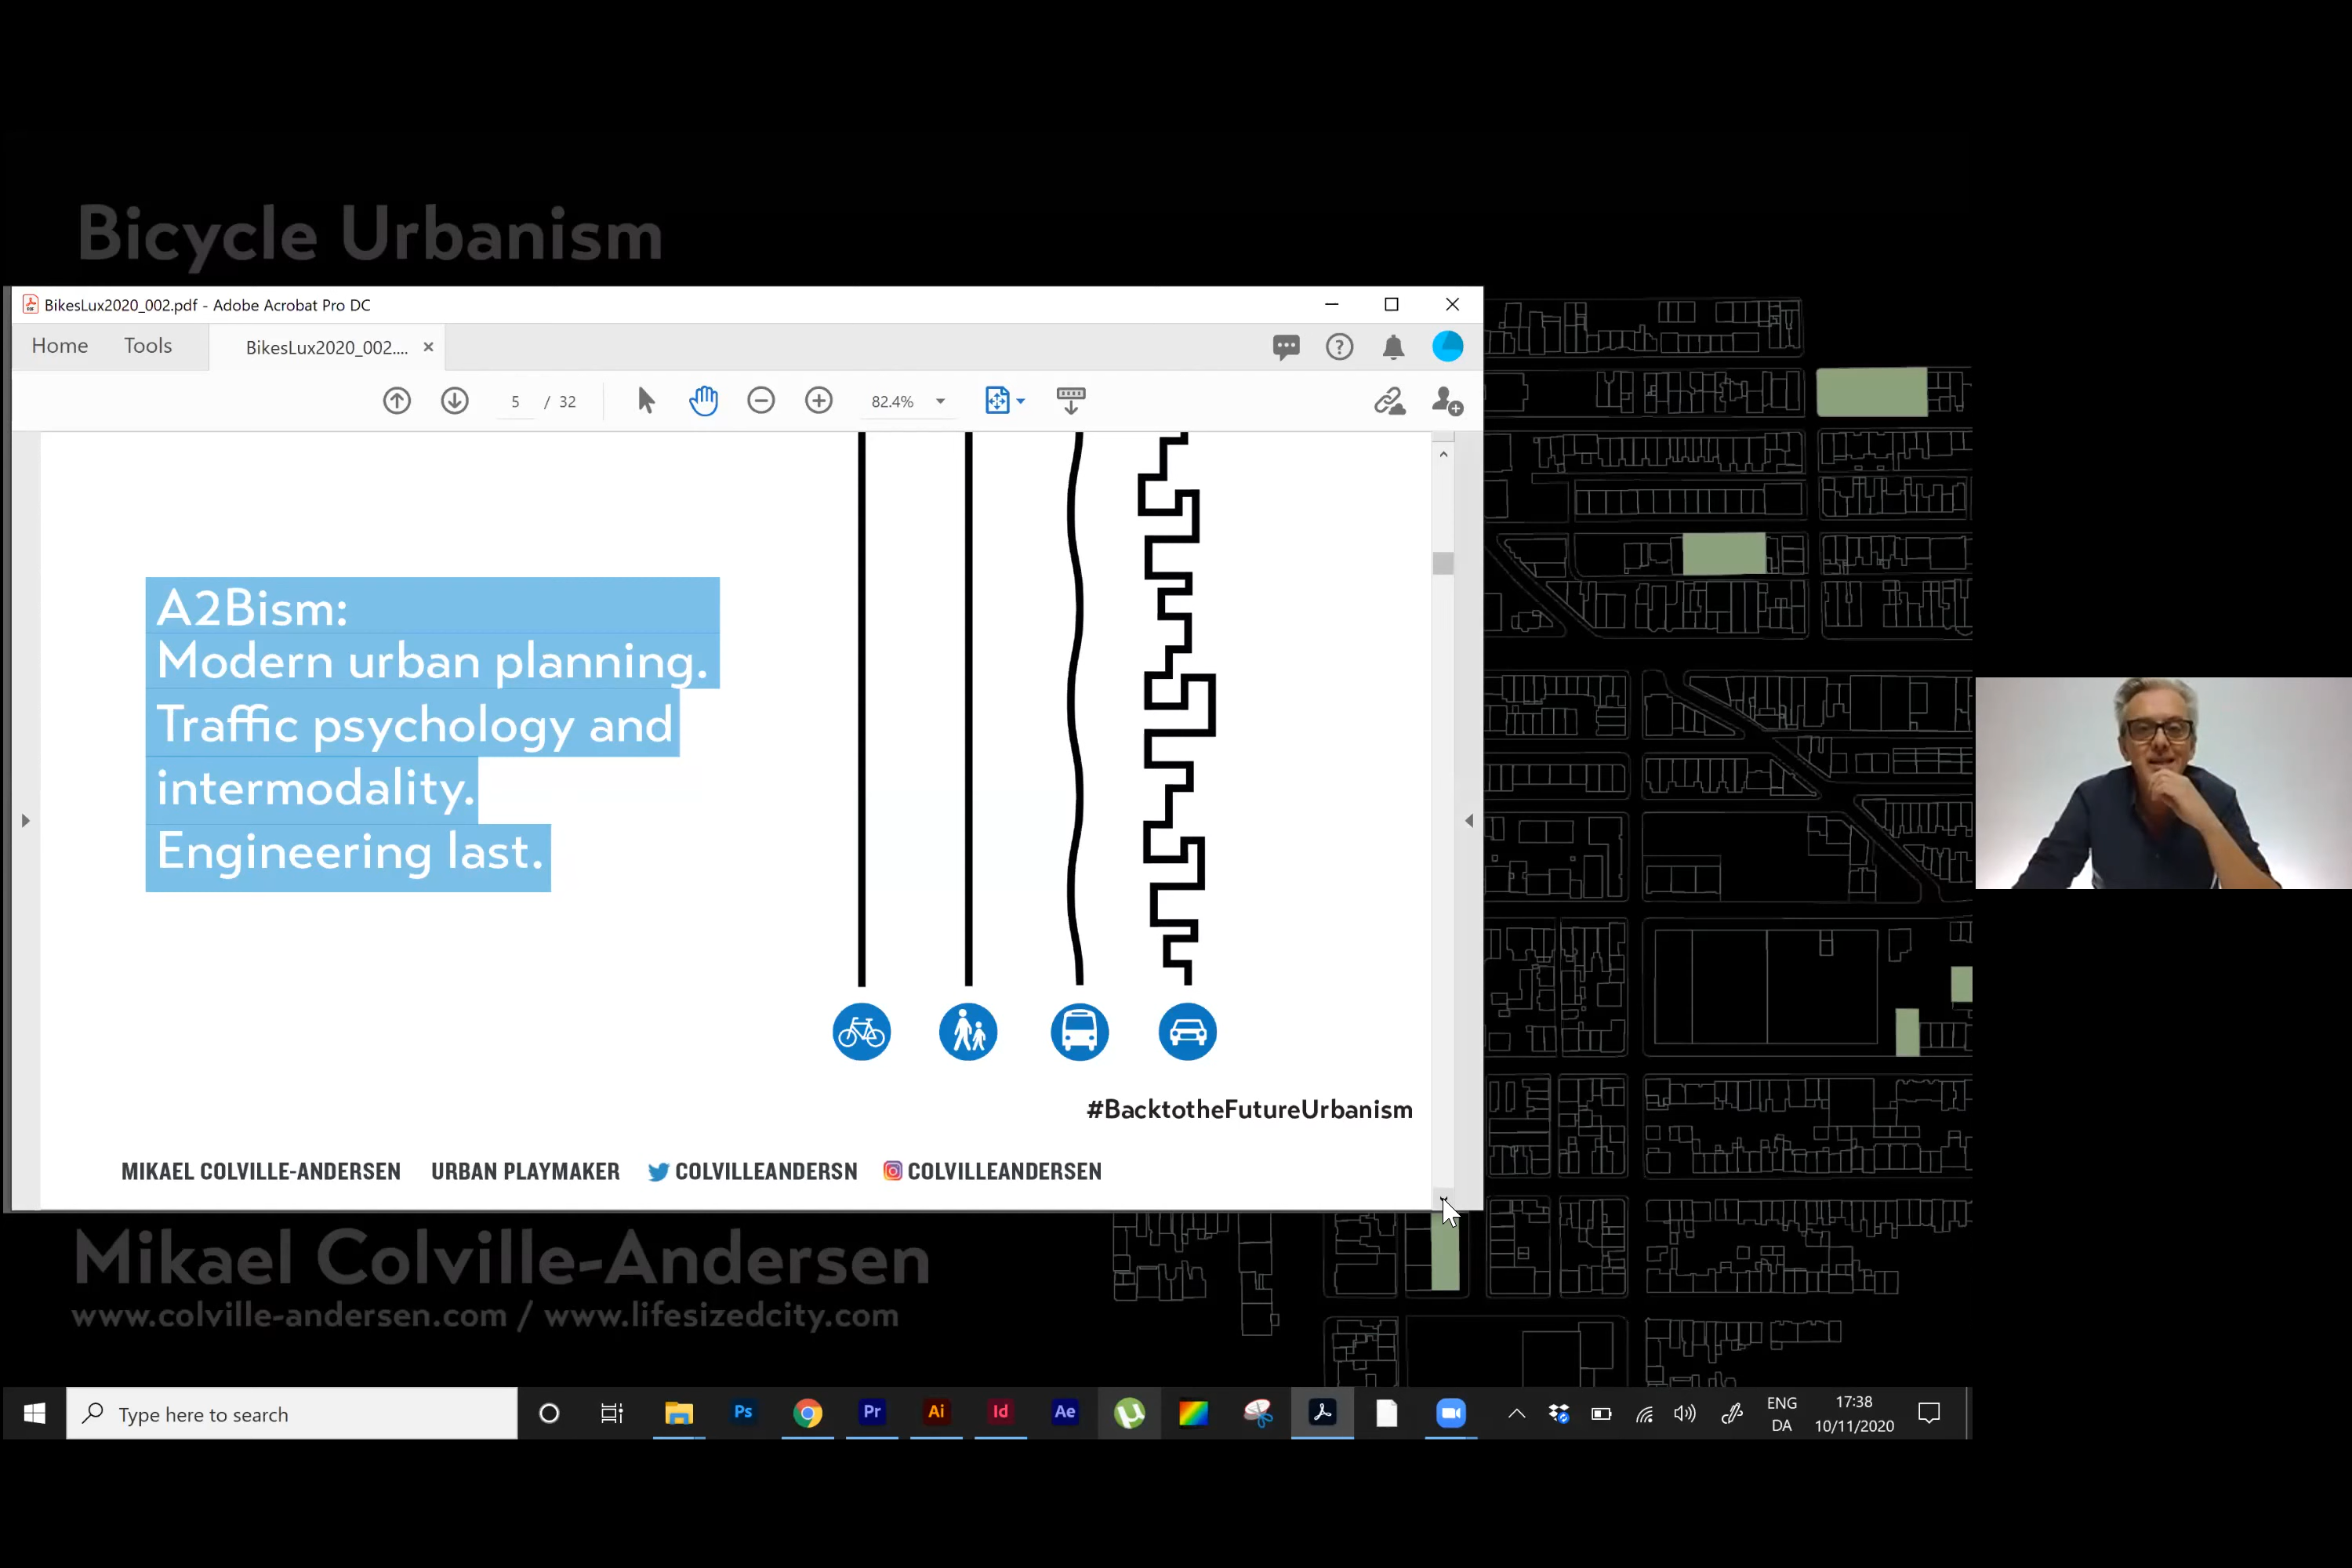 Bicycle Urbanism
BikesLux2020_002.pdf - Adobe Acrobat Pro DC
Home
Tools
BikesLux2020_002....
5 / 32
82.4%
A2Bism:
Modern urban planning.
Traffic psychology and
intermodality.
Engineering last.
#BacktotheFutureUrbanism
MIKAEL COLVILLE-ANDERSEN URBAN PLAYMAKER COLVILLEANDERSN COLVILLEANDERSEN
Mikael Colville-Andersen
www.colville-andersen.com / www.lifesizedcity.com
Type here to search
Ps
Pr
Ai
Id
Ae
ENG
DA
17:38
10/11/2020